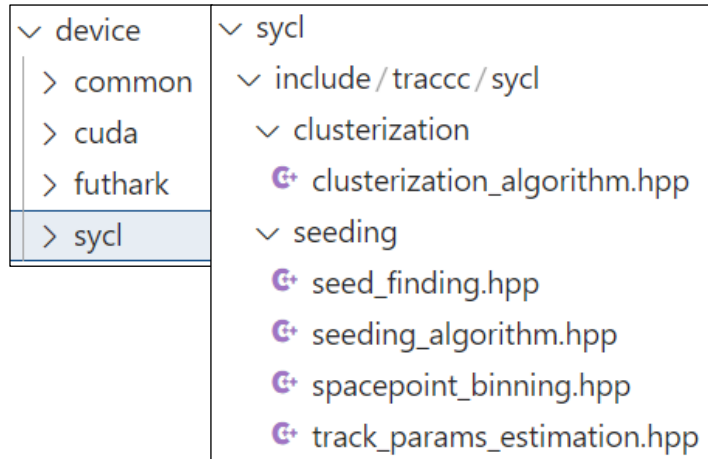 device
common
cuda
futhark
sycl
sycl
include / traccc / sycl
clusterization
clusterization_algorithm.hpp
seeding
seed_finding.hpp
seeding_algorithm.hpp
spacepoint_binning.hpp
track_params_estimation.hpp